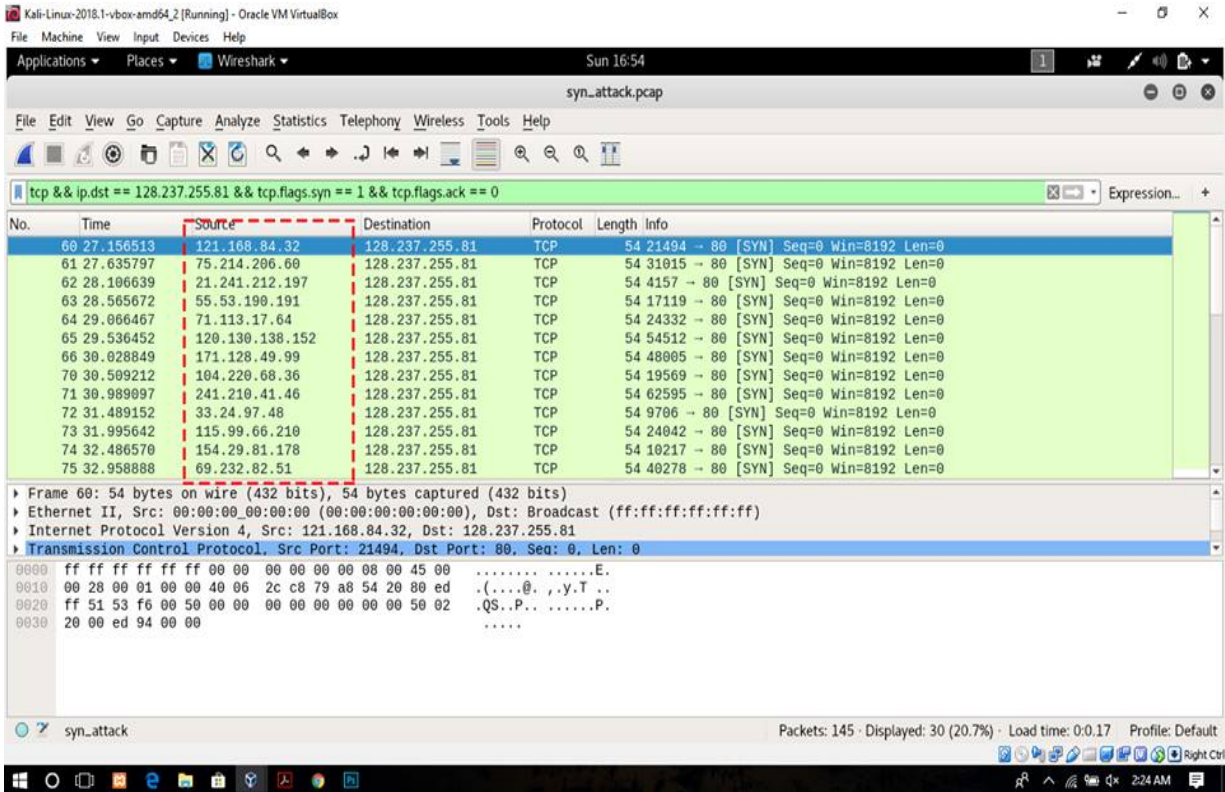 Kali-Linux-2018.1-vbox-amd64_2 [Running] - Oracle VM VirtualBox
File Machine View Input Devices Help
Applications Places Wireshark Sun 16:54 1
syn_attack.pcap
File Edit View Go Capture Analyze Statistics Telephony Wireless Tools Help
tcp && ip.dst == 128.237.255.81 && tcp.flags.syn == 1 && tcp.flags.ack == 0 Expression... +
No. Time Source Destination Protocol Length Info
60 27.156513 121.168.84.32 128.237.255.81 TCP 54 21494 → 80 [SYN] Seq=0 Win=8192 Len=0
61 27.635797 75.214.206.60 128.237.255.81 TCP 54 31015 → 80 [SYN] Seq=0 Win=8192 Len=0
62 28.106639 21.241.212.197 128.237.255.81 TCP 54 4157 → 80 [SYN] Seq=0 Win=8192 Len=0
63 28.565672 55.53.190.191 128.237.255.81 TCP 54 17119 → 80 [SYN] Seq=0 Win=8192 Len=0
64 29.066467 71.113.17.64 128.237.255.81 TCP 54 24332 → 80 [SYN] Seq=0 Win=8192 Len=0
65 29.536452 120.130.138.152 128.237.255.81 TCP 54 54512 → 80 [SYN] Seq=0 Win=8192 Len=0
66 30.028849 171.128.49.99 128.237.255.81 TCP 54 48005 → 80 [SYN] Seq=0 Win=8192 Len=0
70 30.509212 104.220.68.36 128.237.255.81 TCP 54 19569 → 80 [SYN] Seq=0 Win=8192 Len=0
71 30.989097 241.210.41.46 128.237.255.81 TCP 54 62595 → 80 [SYN] Seq=0 Win=8192 Len=0
72 31.489152 33.24.97.48 128.237.255.81 TCP 54 9706 → 80 [SYN] Seq=0 Win=8192 Len=0
73 31.995642 115.99.66.210 128.237.255.81 TCP 54 24042 → 80 [SYN] Seq=0 Win=8192 Len=0
74 32.486570 154.29.81.178 128.237.255.81 TCP 54 10217 → 80 [SYN] Seq=0 Win=8192 Len=0
75 32.958888 69.232.82.51 128.237.255.81 TCP 54 40278 → 80 [SYN] Seq=0 Win=8192 Len=0
Frame 60: 54 bytes on wire (432 bits), 54 bytes captured (432 bits)
Ethernet II, Src: 00:00:00_00:00:00 (00:00:00:00:00:00), Dst: Broadcast (ff:ff:ff:ff:ff:ff)
Internet Protocol Version 4, Src: 121.168.84.32, Dst: 128.237.255.81
Transmission Control Protocol, Src Port: 21494, Dst Port: 80, Seq: 0, Len: 0
0000 ff ff ff ff ff ff 00 00 00 00 00 00 08 00 45 00 ........ ......E.
0010 00 28 00 01 00 00 40 06 2c c8 79 a8 54 20 80 ed .(....@. ,.y.T ..
0020 ff 51 53 f6 00 50 00 00 00 00 00 00 00 00 50 02 .QS..P.. ......P.
0030 20 00 ed 94 00 00 .....
syn_attack Packets: 145 · Displayed: 30 (20.7%) · Load time: 0:0.17 Profile: Default
Right Ctrl
2:24 AM